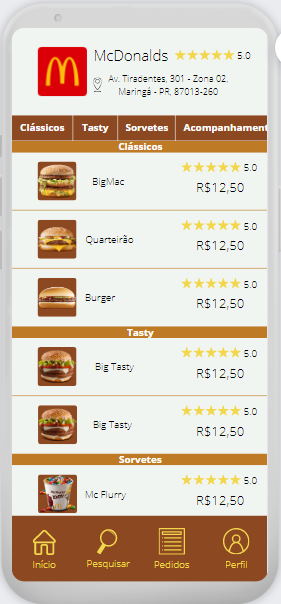 McDonalds ★★★★★ 5.0
Av. Tiradentes, 301 - Zona 02,
Maringá - PR, 87013-260
Clássicos Tasty Sorvetes Acompanhament
Clássicos
★★★★★ 5.0
BigMac
R$12,50
★★★★★ 5.0
Quarteirão
R$12,50
★★★★★ 5.0
Burger
R$12,50
Tasty
★★★★★ 5.0
Big Tasty
R$12,50
★★★★★ 5.0
Big Tasty
R$12,50
Sorvetes
★★★★★ 5.0
Mc Flurry
R$12,50
Início Pesquisar Pedidos Perfil